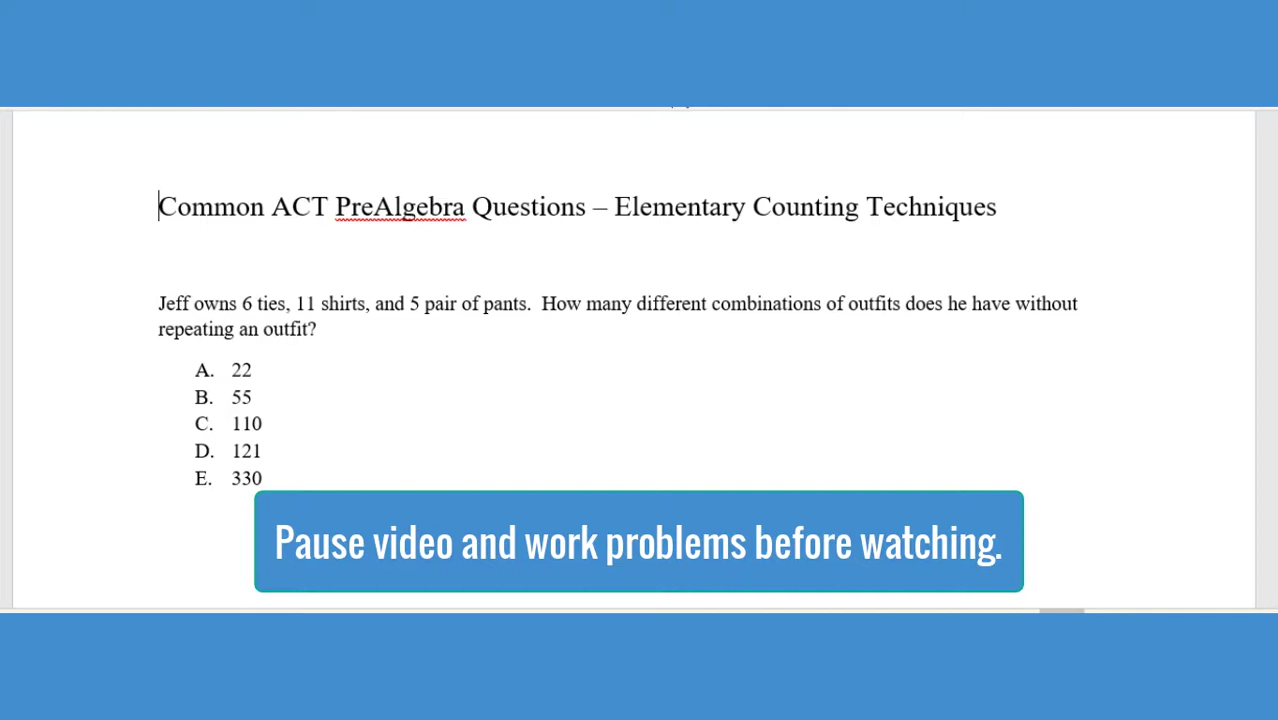 Common ACT PreAlgebra Questions – Elementary Counting Techniques
Jeff owns 6 ties, 11 shirts, and 5 pair of pants.  How many different combinations of outfits does he have without
repeating an outfit?
A. 22
B. 55
C. 110
D. 121
E. 330
Pause video and work problems before watching.